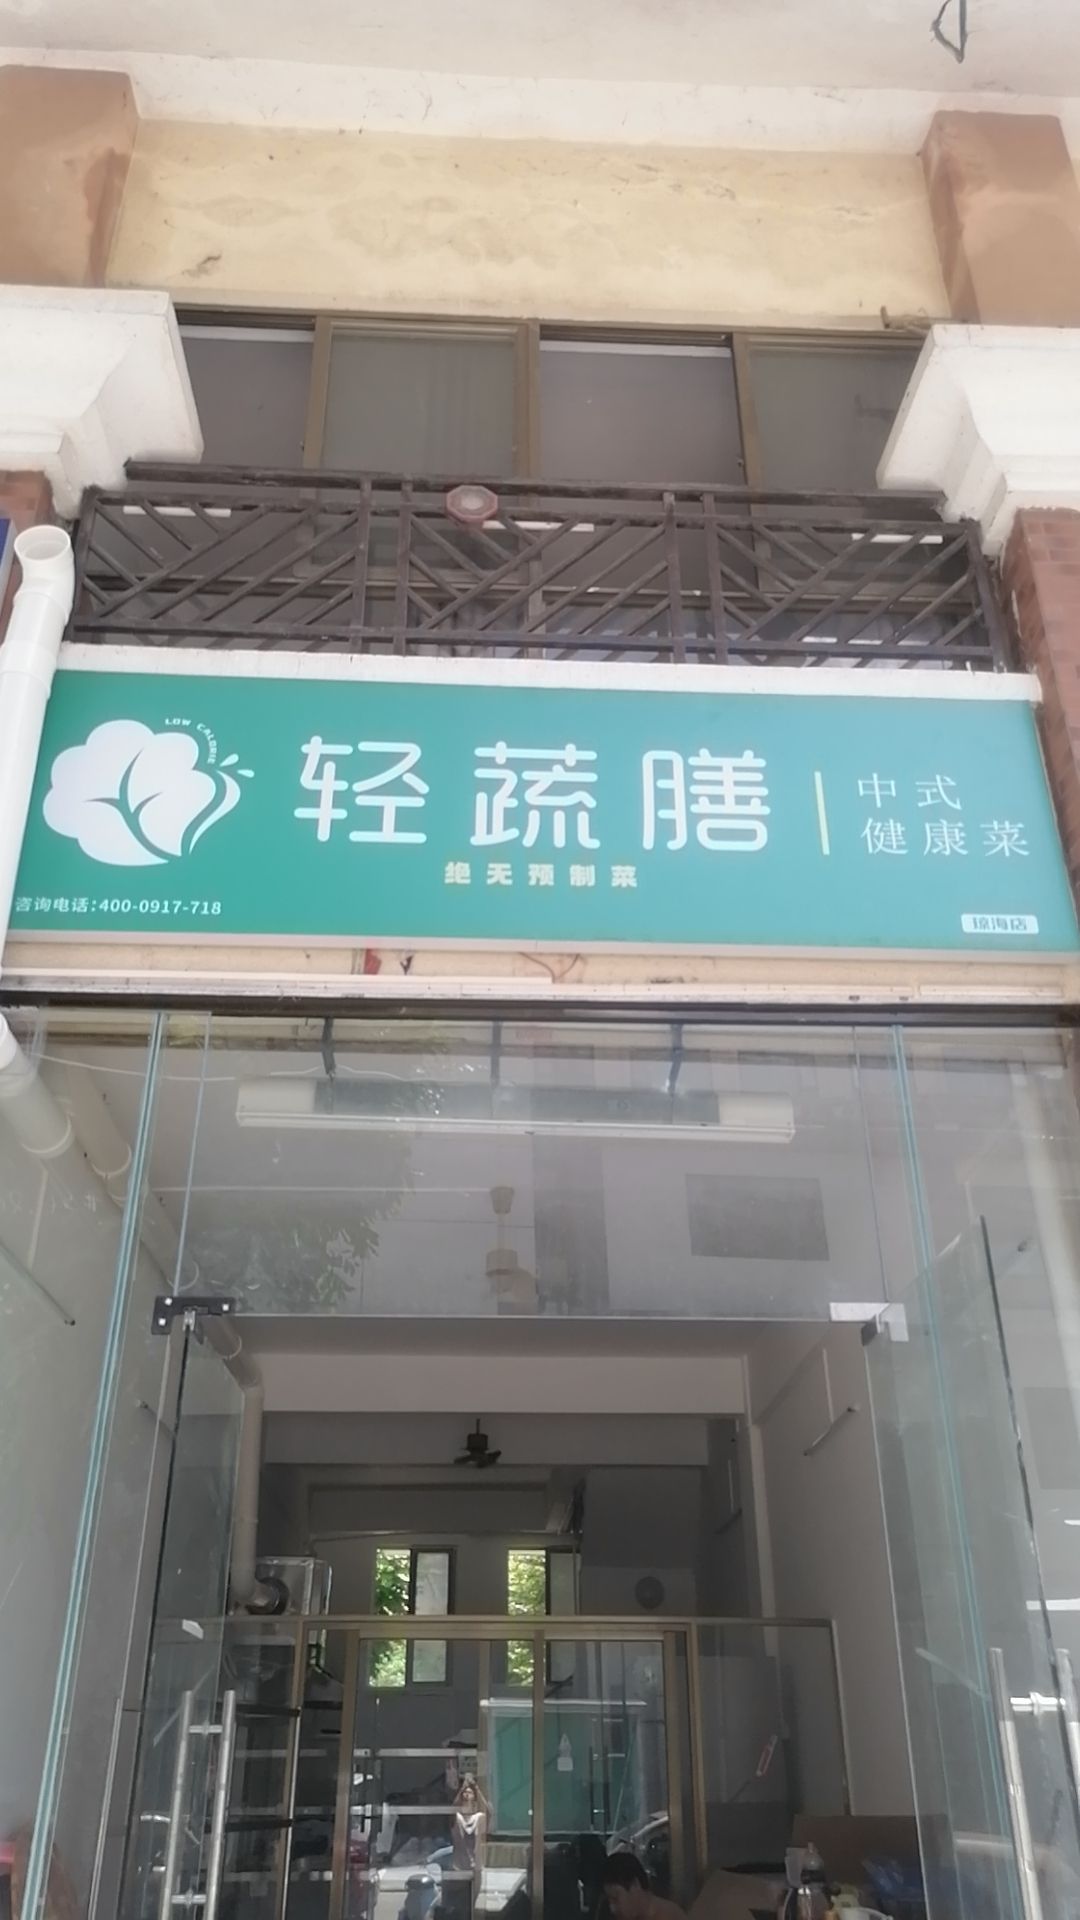 LOW CALORIE
轻蔬膳
中式
健康菜
绝无预制菜
咨询电话:400-0917-718
琼海店